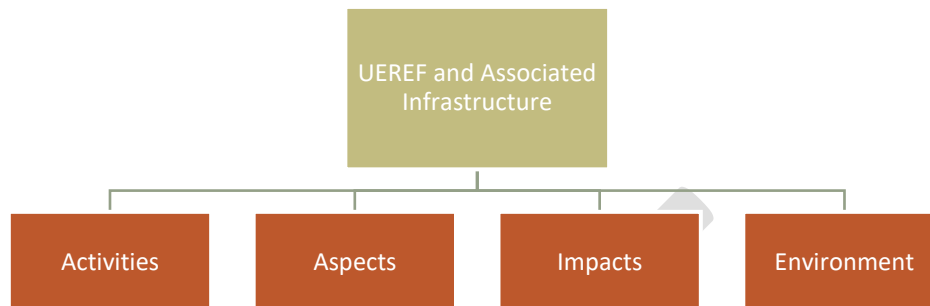 UEREF and Associated
Infrastructure
Activities
Aspects
Impacts
Environment